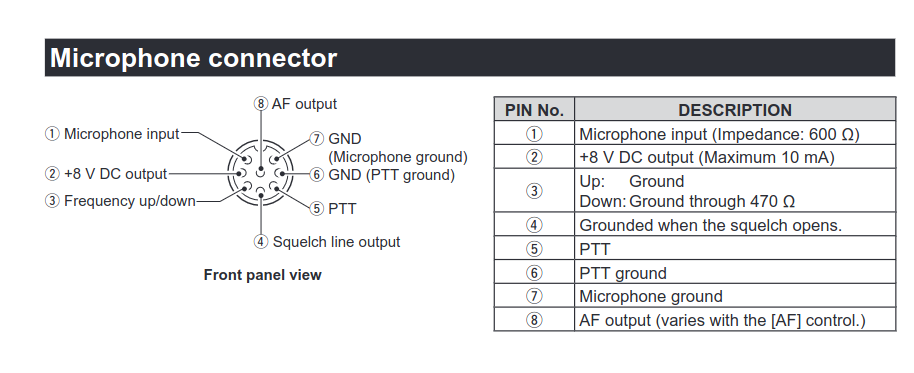 Microphone connector
⑧ AF output
① Microphone input
⑦ GND
(Microphone ground)
② +8 V DC output
⑥ GND (PTT ground)
③ Frequency up/down
⑤ PTT
④ Squelch line output
Front panel view
PIN No. DESCRIPTION
① Microphone input (Impedance: 600 Ω)
② +8 V DC output (Maximum 10 mA)
③ Up: Ground
Down: Ground through 470 Ω
④ Grounded when the squelch opens.
⑤ PTT
⑥ PTT ground
⑦ Microphone ground
⑧ AF output (varies with the [AF] control.)